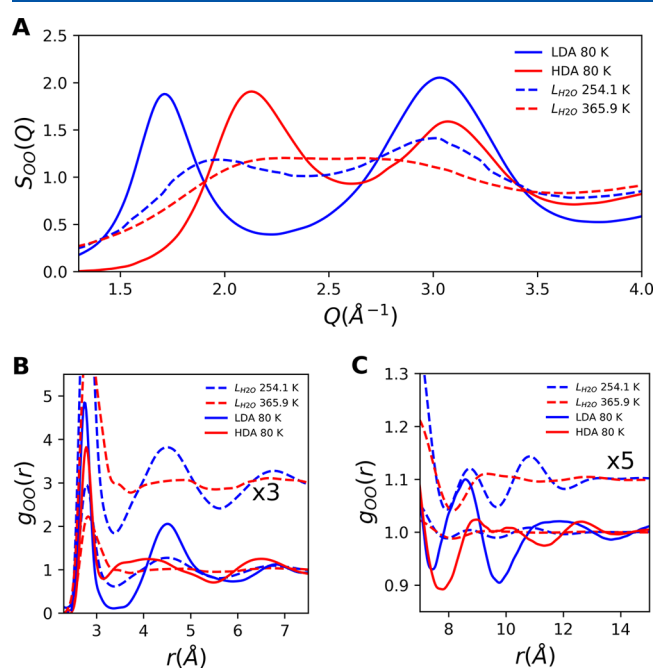 A
S_OO(Q)
2.5
2.0
1.5
1.0
0.5
0.0
LDA 80 K
HDA 80 K
L_H2O 254.1 K
L_H2O 365.9 K
1.5 2.0 2.5 3.0 3.5 4.0
Q(Å⁻¹)
B
g_OO(r)
5
4
3
2
1
0
L_H2O 254.1 K
L_H2O 365.9 K
LDA 80 K
HDA 80 K
x3
3 4 5 6 7
r(Å)
C
g_OO(r)
1.3
1.2
1.1
1.0
0.9
L_H2O 254.1 K
L_H2O 365.9 K
LDA 80 K
HDA 80 K
x5
8 10 12 14
r(Å)